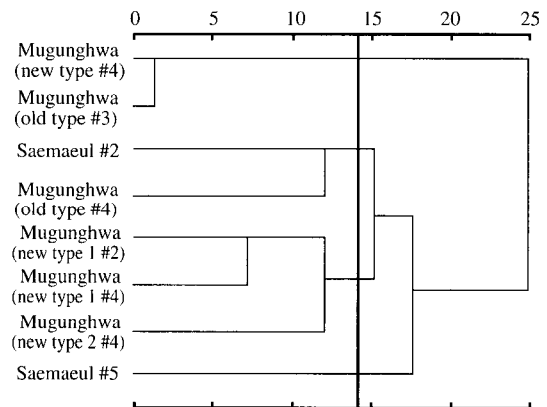 0 5 10 15 20 25
Mugunghwa
(new type #4)
Mugunghwa
(old type #3)
Saemaeul #2
Mugunghwa
(old type #4)
Mugunghwa
(new type 1 #2)
Mugunghwa
(new type 1 #4)
Mugunghwa
(new type 2 #4)
Saemaeul #5